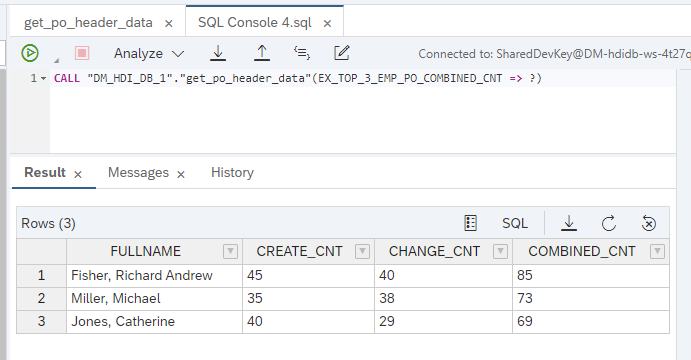 get_po_header_data × SQL Console 4.sql ×
Analyze Connected to: SharedDevKey@DM-hdidb-ws-4t27q
1 CALL "DM_HDI_DB_1"."get_po_header_data"(EX_TOP_3_EMP_PO_COMBINED_CNT => ?)
Result × Messages × History
Rows (3) SQL
FULLNAME CREATE_CNT CHANGE_CNT COMBINED_CNT
1 Fisher, Richard Andrew 45 40 85
2 Miller, Michael 35 38 73
3 Jones, Catherine 40 29 69